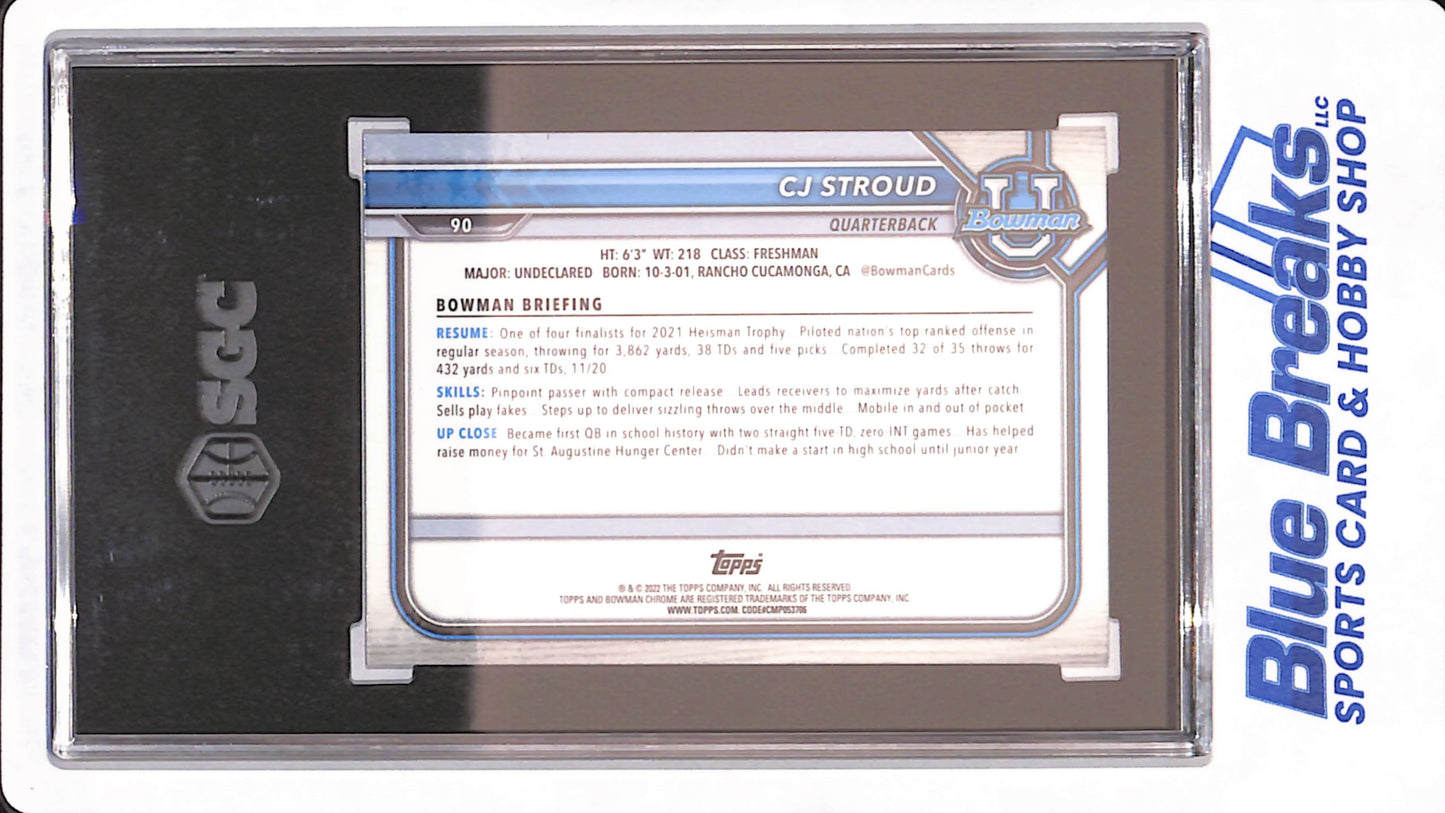 SGC
CJ STROUD
90
QUARTERBACK
U
Bowman
HT: 6'3" WT: 218 CLASS: FRESHMAN
MAJOR: UNDECLARED BORN: 10-3-01, RANCHO CUCAMONGA, CA @BowmanCards
BOWMAN BRIEFING
RESUME: One of four finalists for 2021 Heisman Trophy... Piloted nation's top ranked offense in
regular season, throwing for 3,862 yards, 38 TDs and five picks... Completed 32 of 35 throws for
432 yards and six TDs, 11/20.
SKILLS: Pinpoint passer with compact release... Leads receivers to maximize yards after catch...
Sells play fakes... Steps up to deliver sizzling throws over the middle... Mobile in and out of pocket.
UP CLOSE: Became first QB in school history with two straight five-TD, zero-INT games... Has helped
raise money for St. Augustine Hunger Center... Didn't make a start in high school until junior year.
Topps
® & © 2022 THE TOPPS COMPANY, INC. ALL RIGHTS RESERVED.
TOPPS AND BOWMAN CHROME ARE REGISTERED TRADEMARKS OF THE TOPPS COMPANY, INC.
WWW.TOPPS.COM. CODE#CMP053706
Blue Breaks LLC
SPORTS CARD & HOBBY SHOP